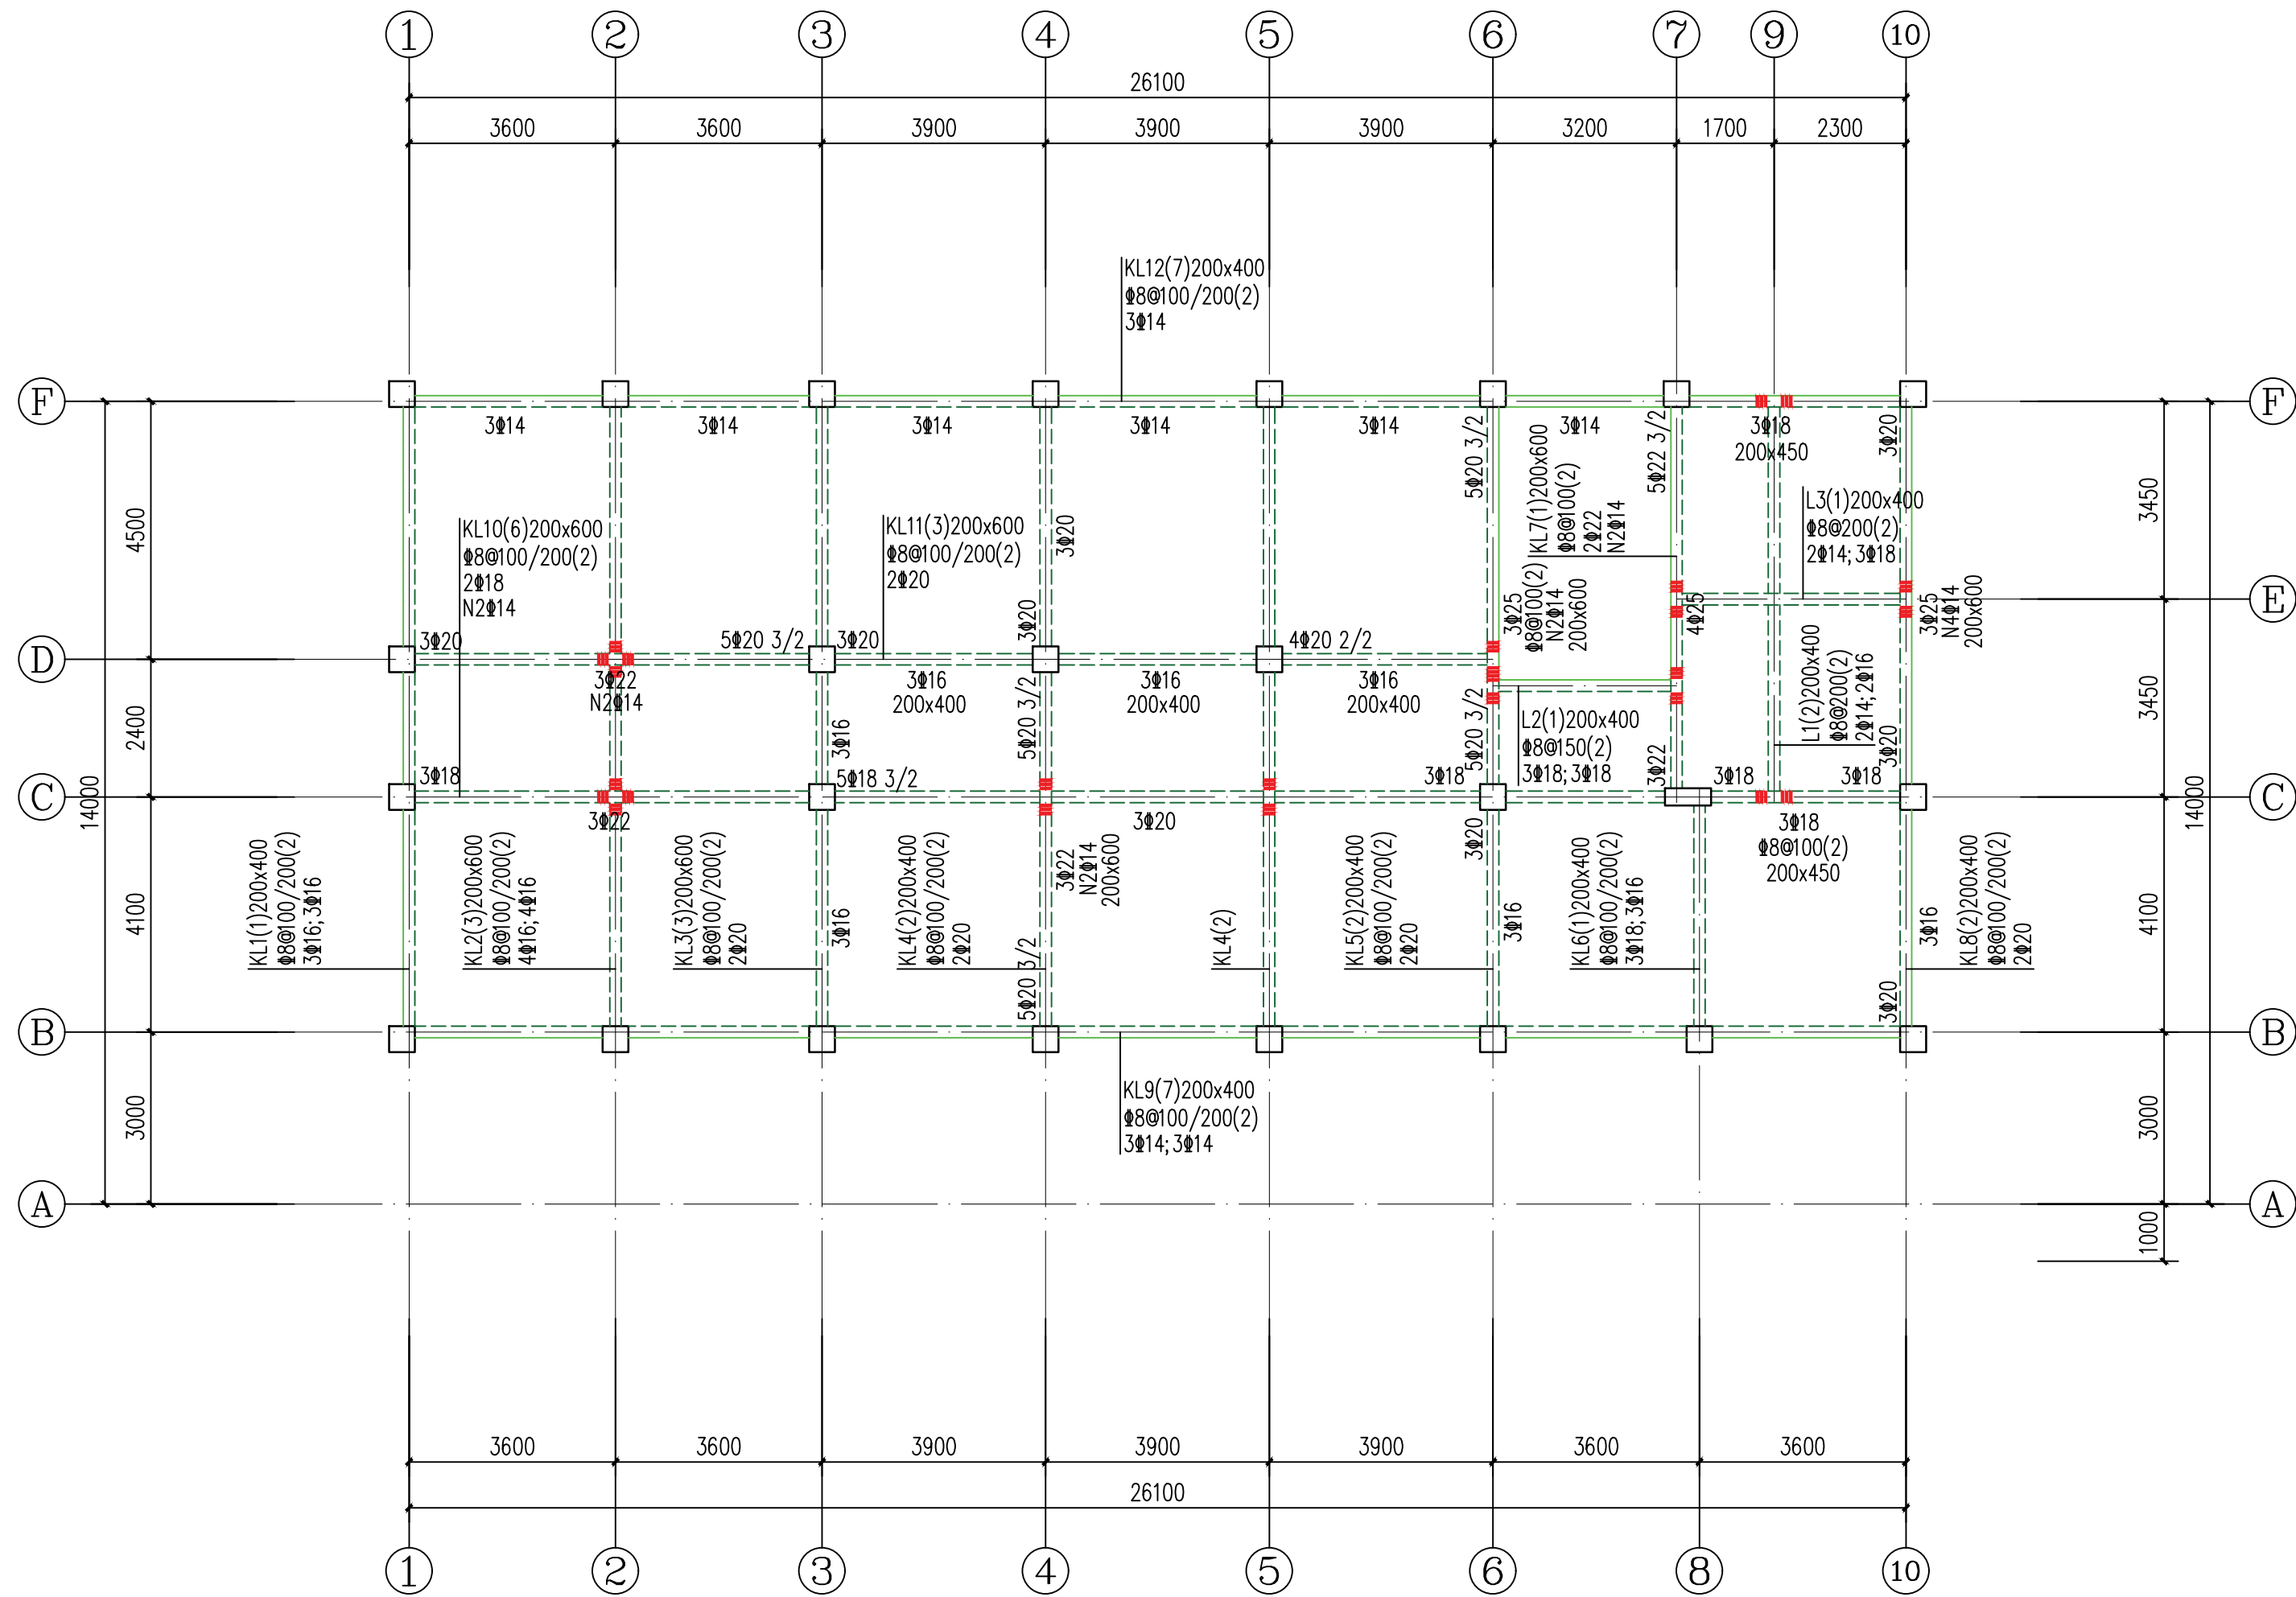 1 2 3 4 5 6 7 9 10
26100
3600 3600 3900 3900 3900 3200 1700 2300
KL12(7)200x400
Φ8@100/200(2)
3Φ14
F F
3Φ14 3Φ14 3Φ14 3Φ14 3Φ14 3Φ14 3Φ18
200x450
5Φ20 3/2
5Φ22 3/2
3Φ20
KL7(1)200x600
Φ8@100(2)
2Φ22
N2Φ14
L3(1)200x400
Φ8@200(2)
2Φ14;3Φ18
4500
3450
KL10(6)200x600
Φ8@100/200(2)
2Φ18
N2Φ14
KL11(3)200x600
Φ8@100/200(2)
2Φ20
3Φ20
3Φ20
3Φ25
Φ8@100(2)
N2Φ14
200x600
4Φ25
3Φ25
N4Φ14
200x600
E
D
3Φ20 5Φ20 3/2 3Φ20 4Φ20 2/2
3Φ22
N2Φ14
3Φ16
200x400
3Φ16
200x400
3Φ16
200x400
2400
3450
3Φ16
5Φ20 3/2
5Φ20 3/2
L2(1)200x400
Φ8@150(2)
3Φ18;3Φ18
3Φ22
L1(2)200x400
Φ8@200(2)
2Φ14;2Φ16
3Φ20
C C
3Φ18 5Φ18 3/2 3Φ18 3Φ18 3Φ18
3Φ22 3Φ20 3Φ18
Φ8@100(2)
200x450
14000
14000
4100
4100
KL1(1)200x400
Φ8@100/200(2)
3Φ16;3Φ16
KL2(3)200x600
Φ8@100/200(2)
4Φ16;4Φ16
KL3(3)200x600
Φ8@100/200(2)
2Φ20
3Φ16
KL4(2)200x400
Φ8@100/200(2)
2Φ20
5Φ20 3/2
3Φ22
N2Φ14
200x600
KL4(2)
KL5(2)200x400
Φ8@100/200(2)
2Φ20
3Φ20
3Φ16
KL6(1)200x400
Φ8@100/200(2)
3Φ18;3Φ16
3Φ20
3Φ16
KL8(2)200x400
Φ8@100/200(2)
2Φ20
B B
KL9(7)200x400
Φ8@100/200(2)
3Φ14;3Φ14
3000
3000
A A
1000
3600 3600 3900 3900 3900 3600 3600
26100
1 2 3 4 5 6 8 10